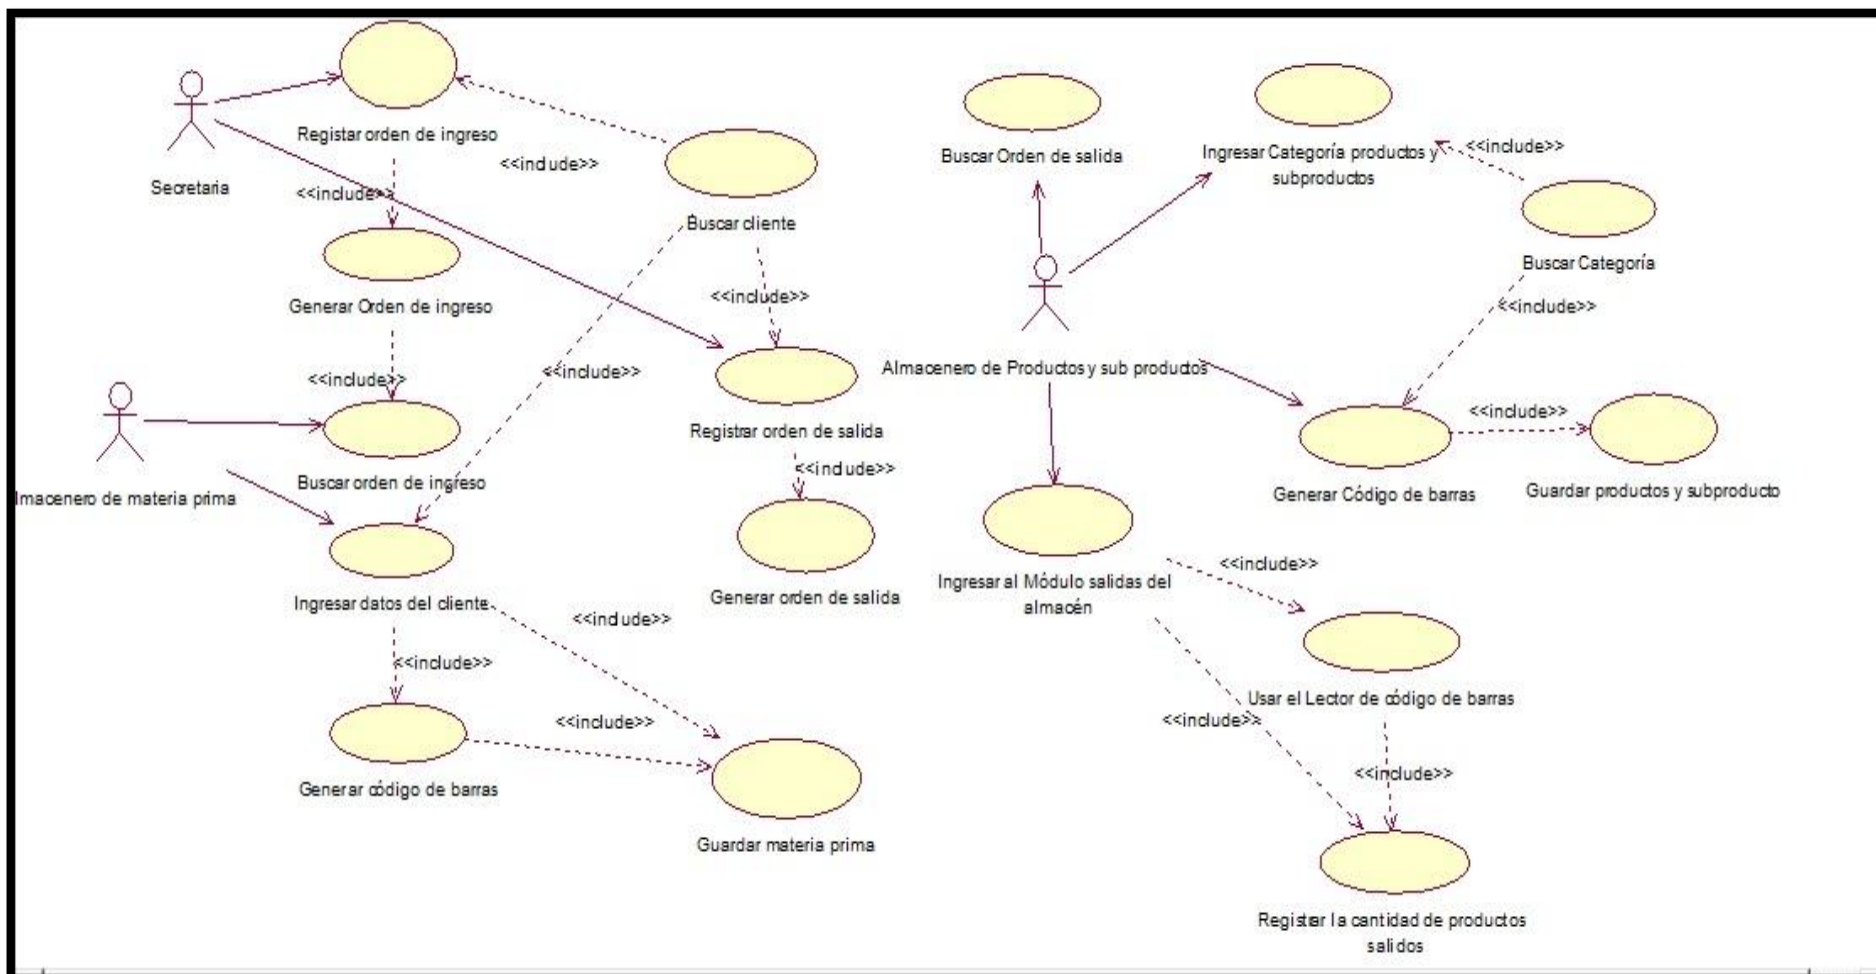 Registar orden de ingreso
<<include>>
Secretaria
<<include>>
Buscar cliente
Generar Orden de ingreso
<<include>>
<<include>>
<<include>>
Registrar orden de salida
Imacenero de materia prima
Buscar orden de ingreso
<<include>>
Ingresar datos del cliente
<<include>>
Generar orden de salida
<<include>>
Generar código de barras
<<include>>
Guardar materia prima
Buscar Orden de salida
Ingresar Categoría productos y
subproductos
<<include>>
Buscar Categoría
<<include>>
Almacenero de Productos y sub productos
<<include>>
Generar Código de barras
Guardar productos y subproducto
Ingresar al Módulo salidas del
almacén
<<include>>
Usar el Lector de código de barras
<<include>>
<<include>>
Registrar la cantidad de productos
salidos